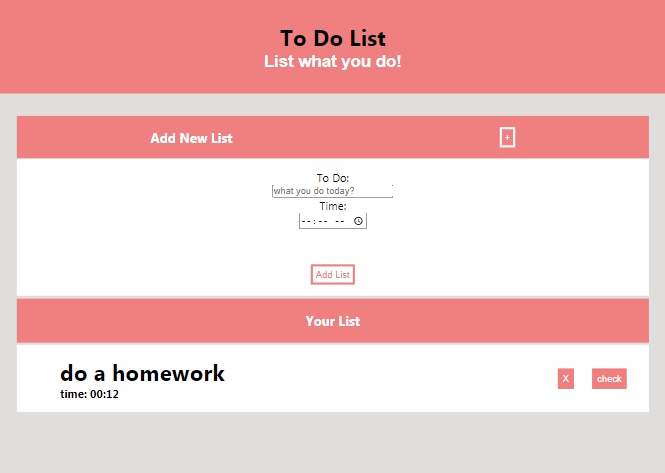 To Do List
List what you do!
Add New List
+
To Do:
what you do today?
Time:
--:-- --
Add List
Your List
do a homework
X
check
time: 00:12